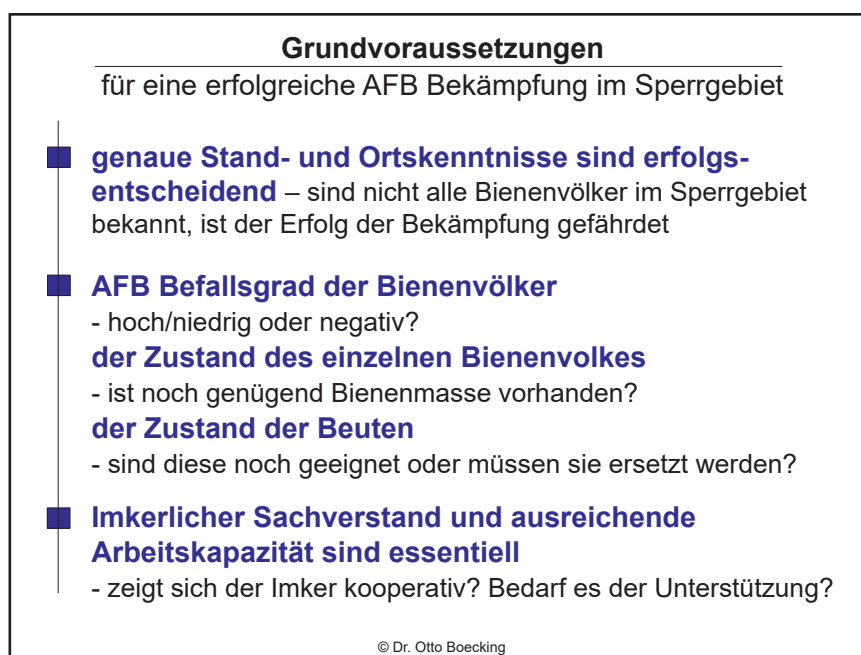 Grundvoraussetzungen
für eine erfolgreiche AFB Bekämpfung im Sperrgebiet
genaue Stand- und Ortskenntnisse sind erfolgs-
entscheidend – sind nicht alle Bienenvölker im Sperrgebiet
bekannt, ist der Erfolg der Bekämpfung gefährdet
AFB Befallsgrad der Bienenvölker
- hoch/niedrig oder negativ?
der Zustand des einzelnen Bienenvolkes
- ist noch genügend Bienenmasse vorhanden?
der Zustand der Beuten
- sind diese noch geeignet oder müssen sie ersetzt werden?
Imkerlicher Sachverstand und ausreichende
Arbeitskapazität sind essentiell
- zeigt sich der Imker kooperativ? Bedarf es der Unterstützung?
© Dr. Otto Boecking